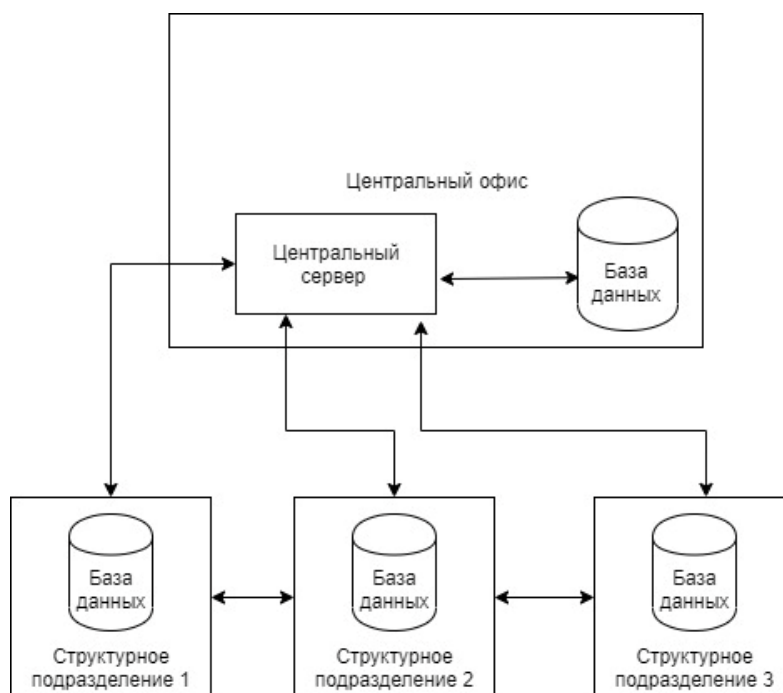 Центральный офис
Центральный
сервер
База
данных
База
данных
Структурное
подразделение 1
База
данных
Структурное
подразделение 2
База
данных
Структурное
подразделение 3